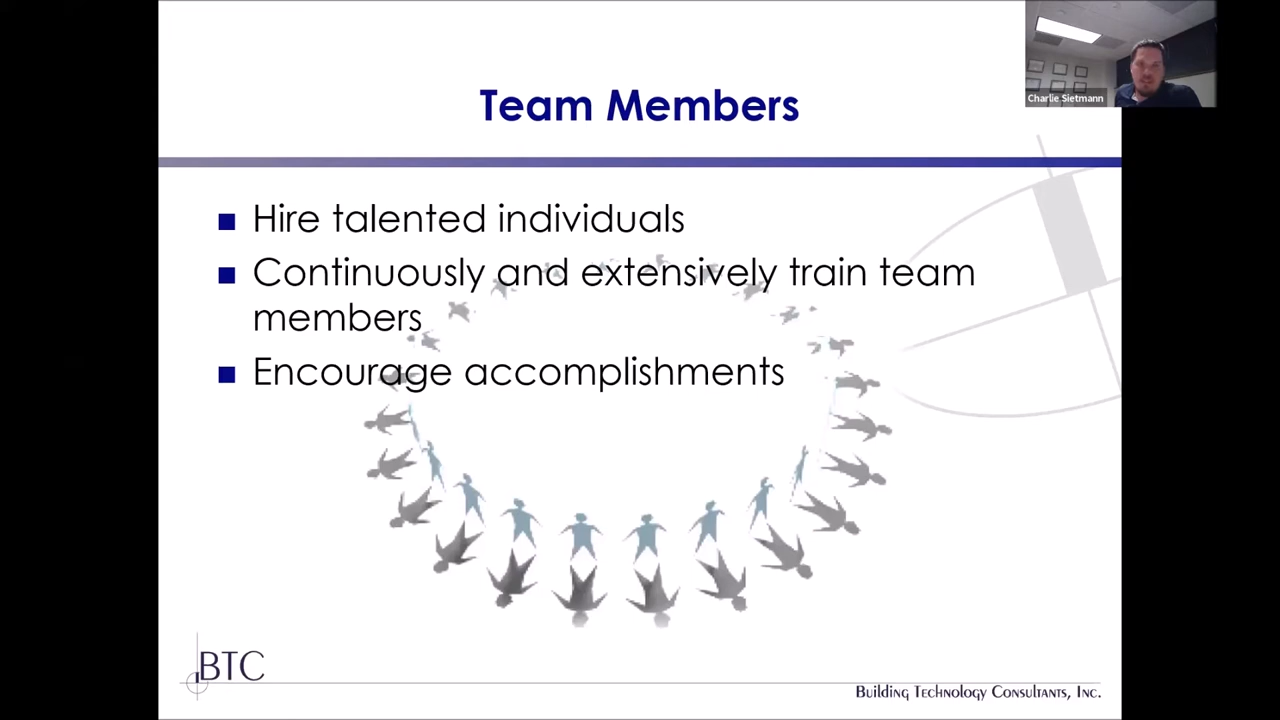 Charlie Sietmann
Team Members
Hire talented individuals
Continuously and extensively train team
members
Encourage accomplishments
BTC
Building Technology Consultants, Inc.